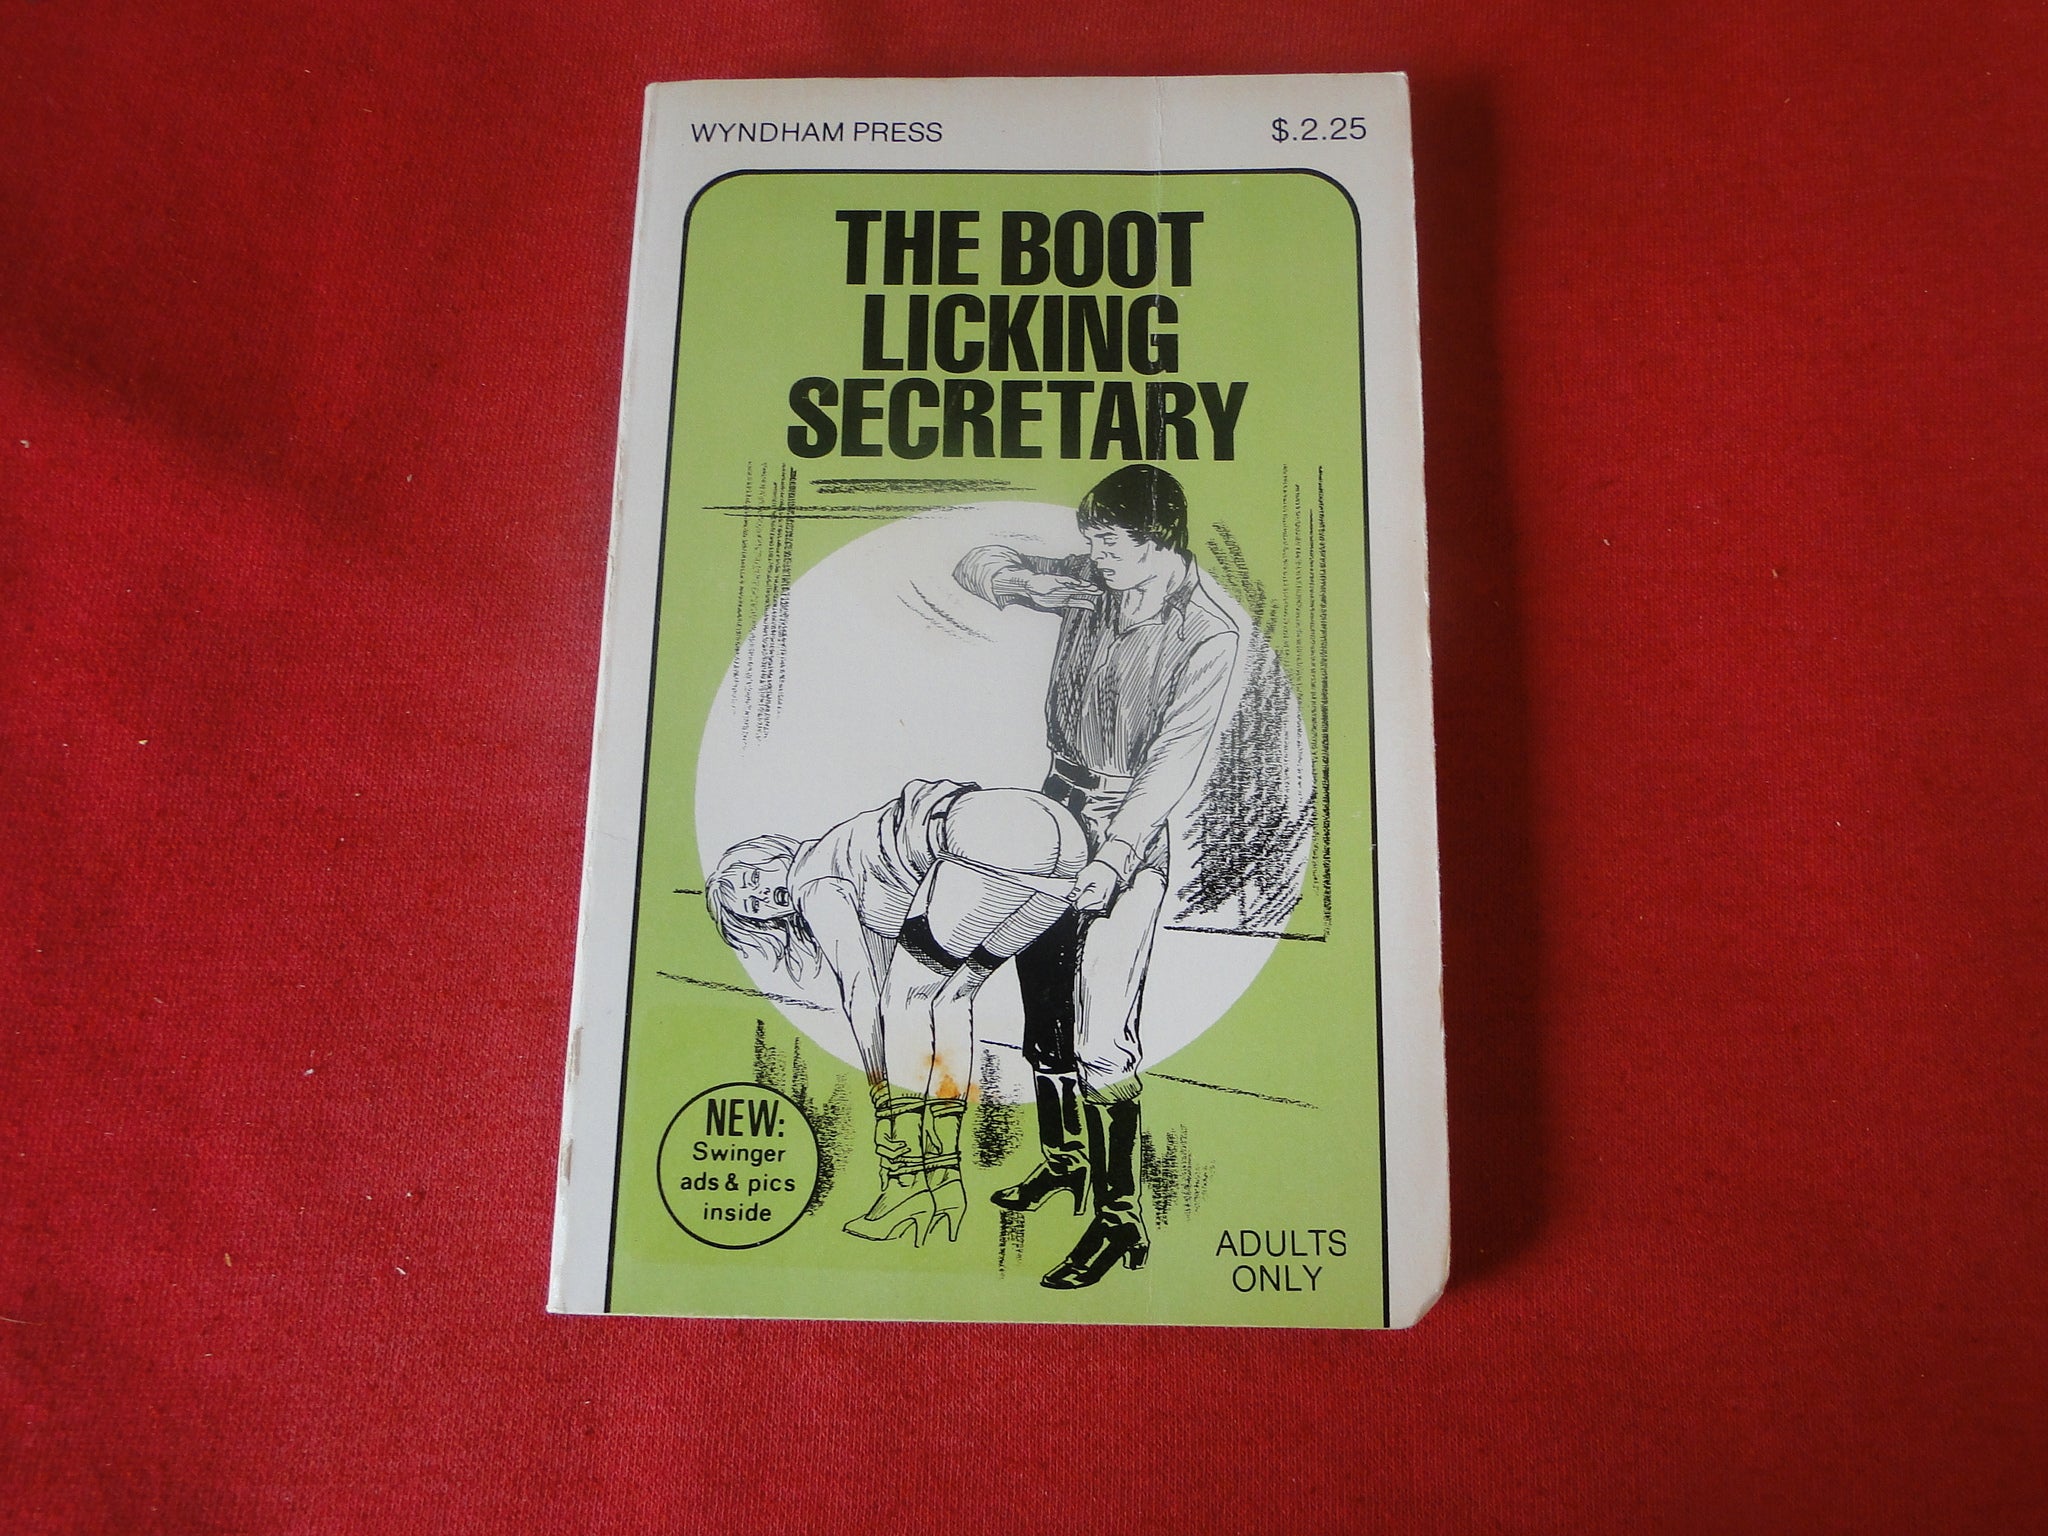 WYNDHAM PRESS $.2.25
THE BOOT
LICKING
SECRETARY
NEW:
Swinger
ads & pics
inside
ADULTS
ONLY